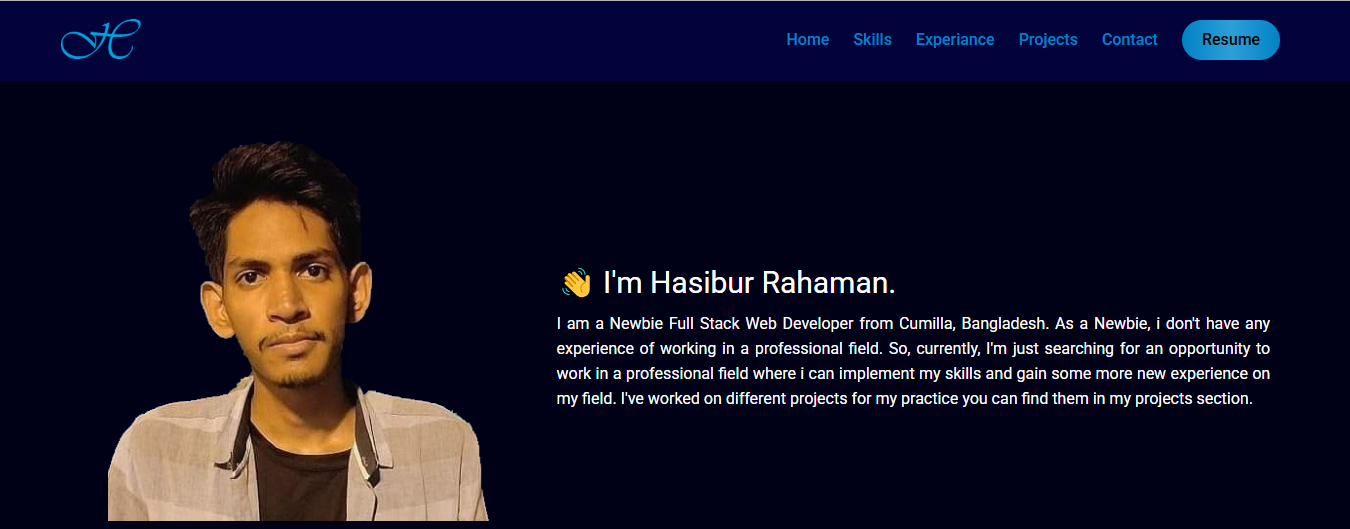 H
Home Skills Experiance Projects Contact Resume
👋 I'm Hasibur Rahaman.
I am a Newbie Full Stack Web Developer from Cumilla, Bangladesh. As a Newbie, i don't have any
experience of working in a professional field. So, currently, I'm just searching for an opportunity to
work in a professional field where i can implement my skills and gain some more new experience on
my field. I've worked on different projects for my practice you can find them in my projects section.